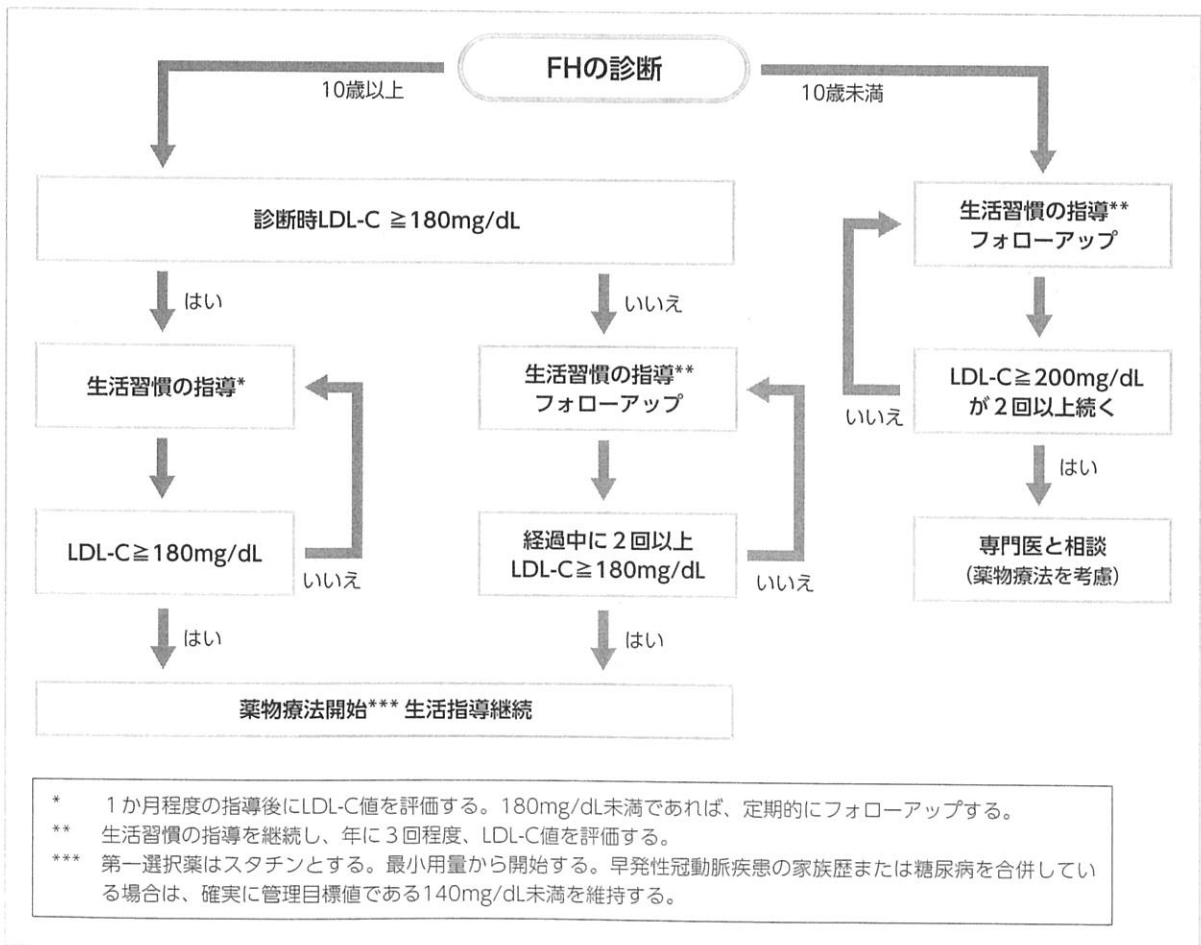 FHの診断
10歳以上
10歳未満
診断時LDL-C ≧180mg/dL
生活習慣の指導**
フォローアップ
はい
いいえ
生活習慣の指導*
生活習慣の指導**
フォローアップ
LDL-C≧200mg/dL
が2回以上続く
いいえ
はい
LDL-C≧180mg/dL
いいえ
経過中に2回以上
LDL-C≧180mg/dL
いいえ
専門医と相談
(薬物療法を考慮)
はい
はい
薬物療法開始*** 生活指導継続
* 1か月程度の指導後にLDL-C値を評価する。180mg/dL未満であれば、定期的にフォローアップする。
** 生活習慣の指導を継続し、年に3回程度、LDL-C値を評価する。
*** 第一選択薬はスタチンとする。最小用量から開始する。早発性冠動脈疾患の家族歴または糖尿病を合併してい
る場合は、確実に管理目標値である140mg/dL未満を維持する。